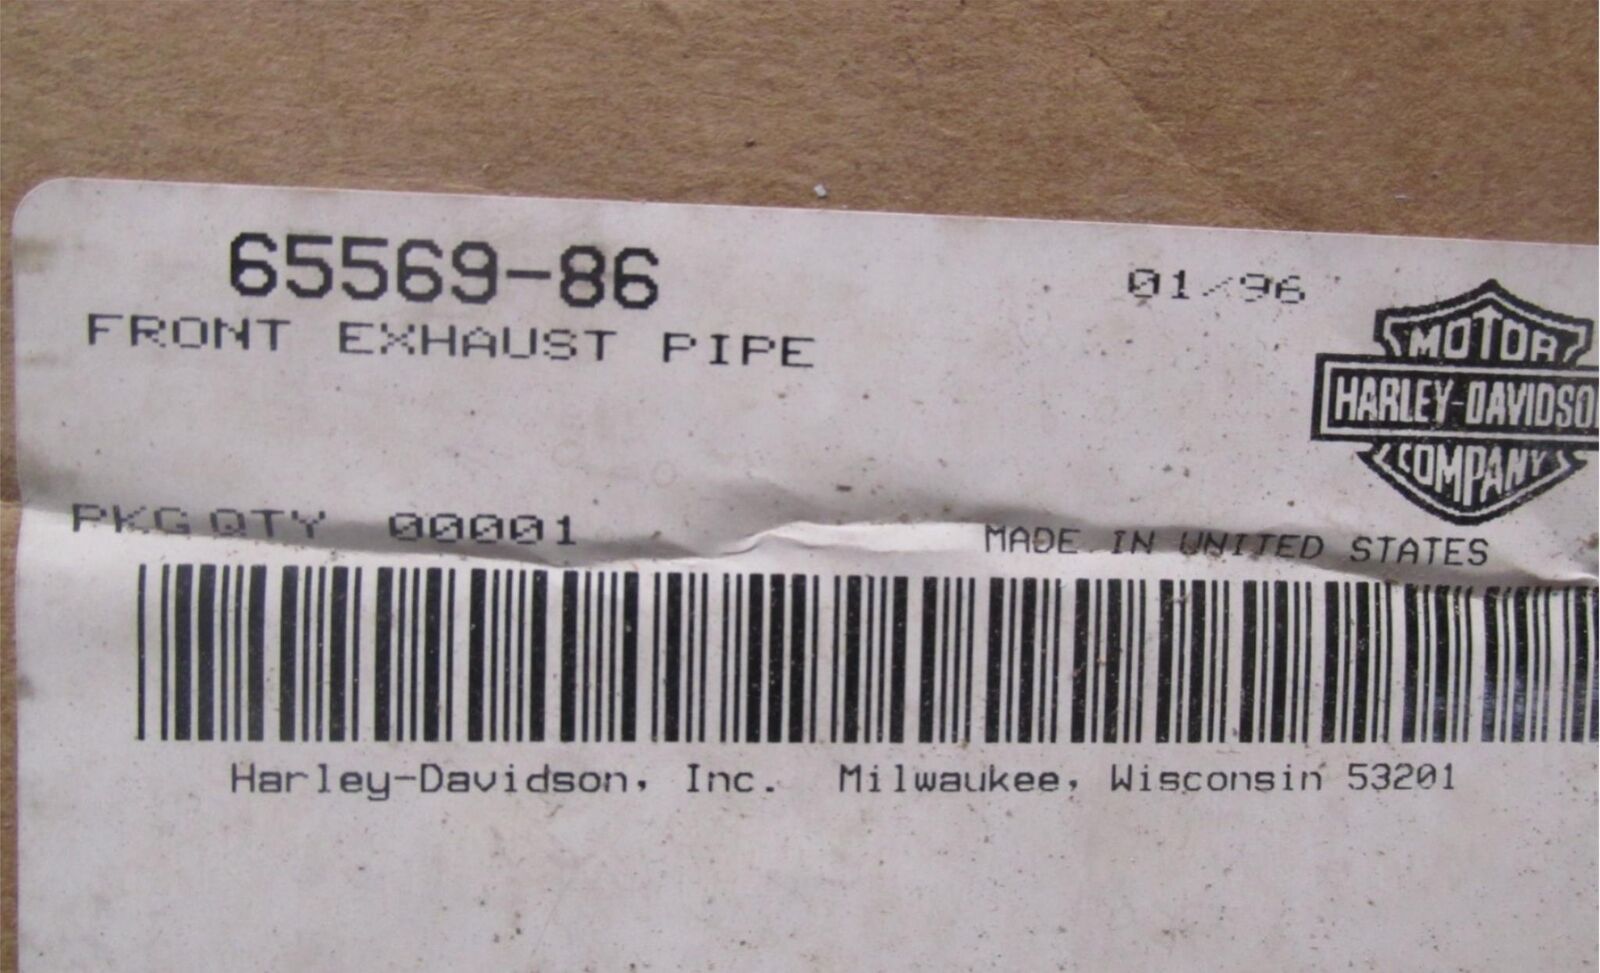 65569-86
01/96
FRONT EXHAUST PIPE
MOTOR
HARLEY-DAVIDSON
COMPANY
PKG QTY 00001
MADE IN UNITED STATES
Harley-Davidson, Inc. Milwaukee, Wisconsin 53201